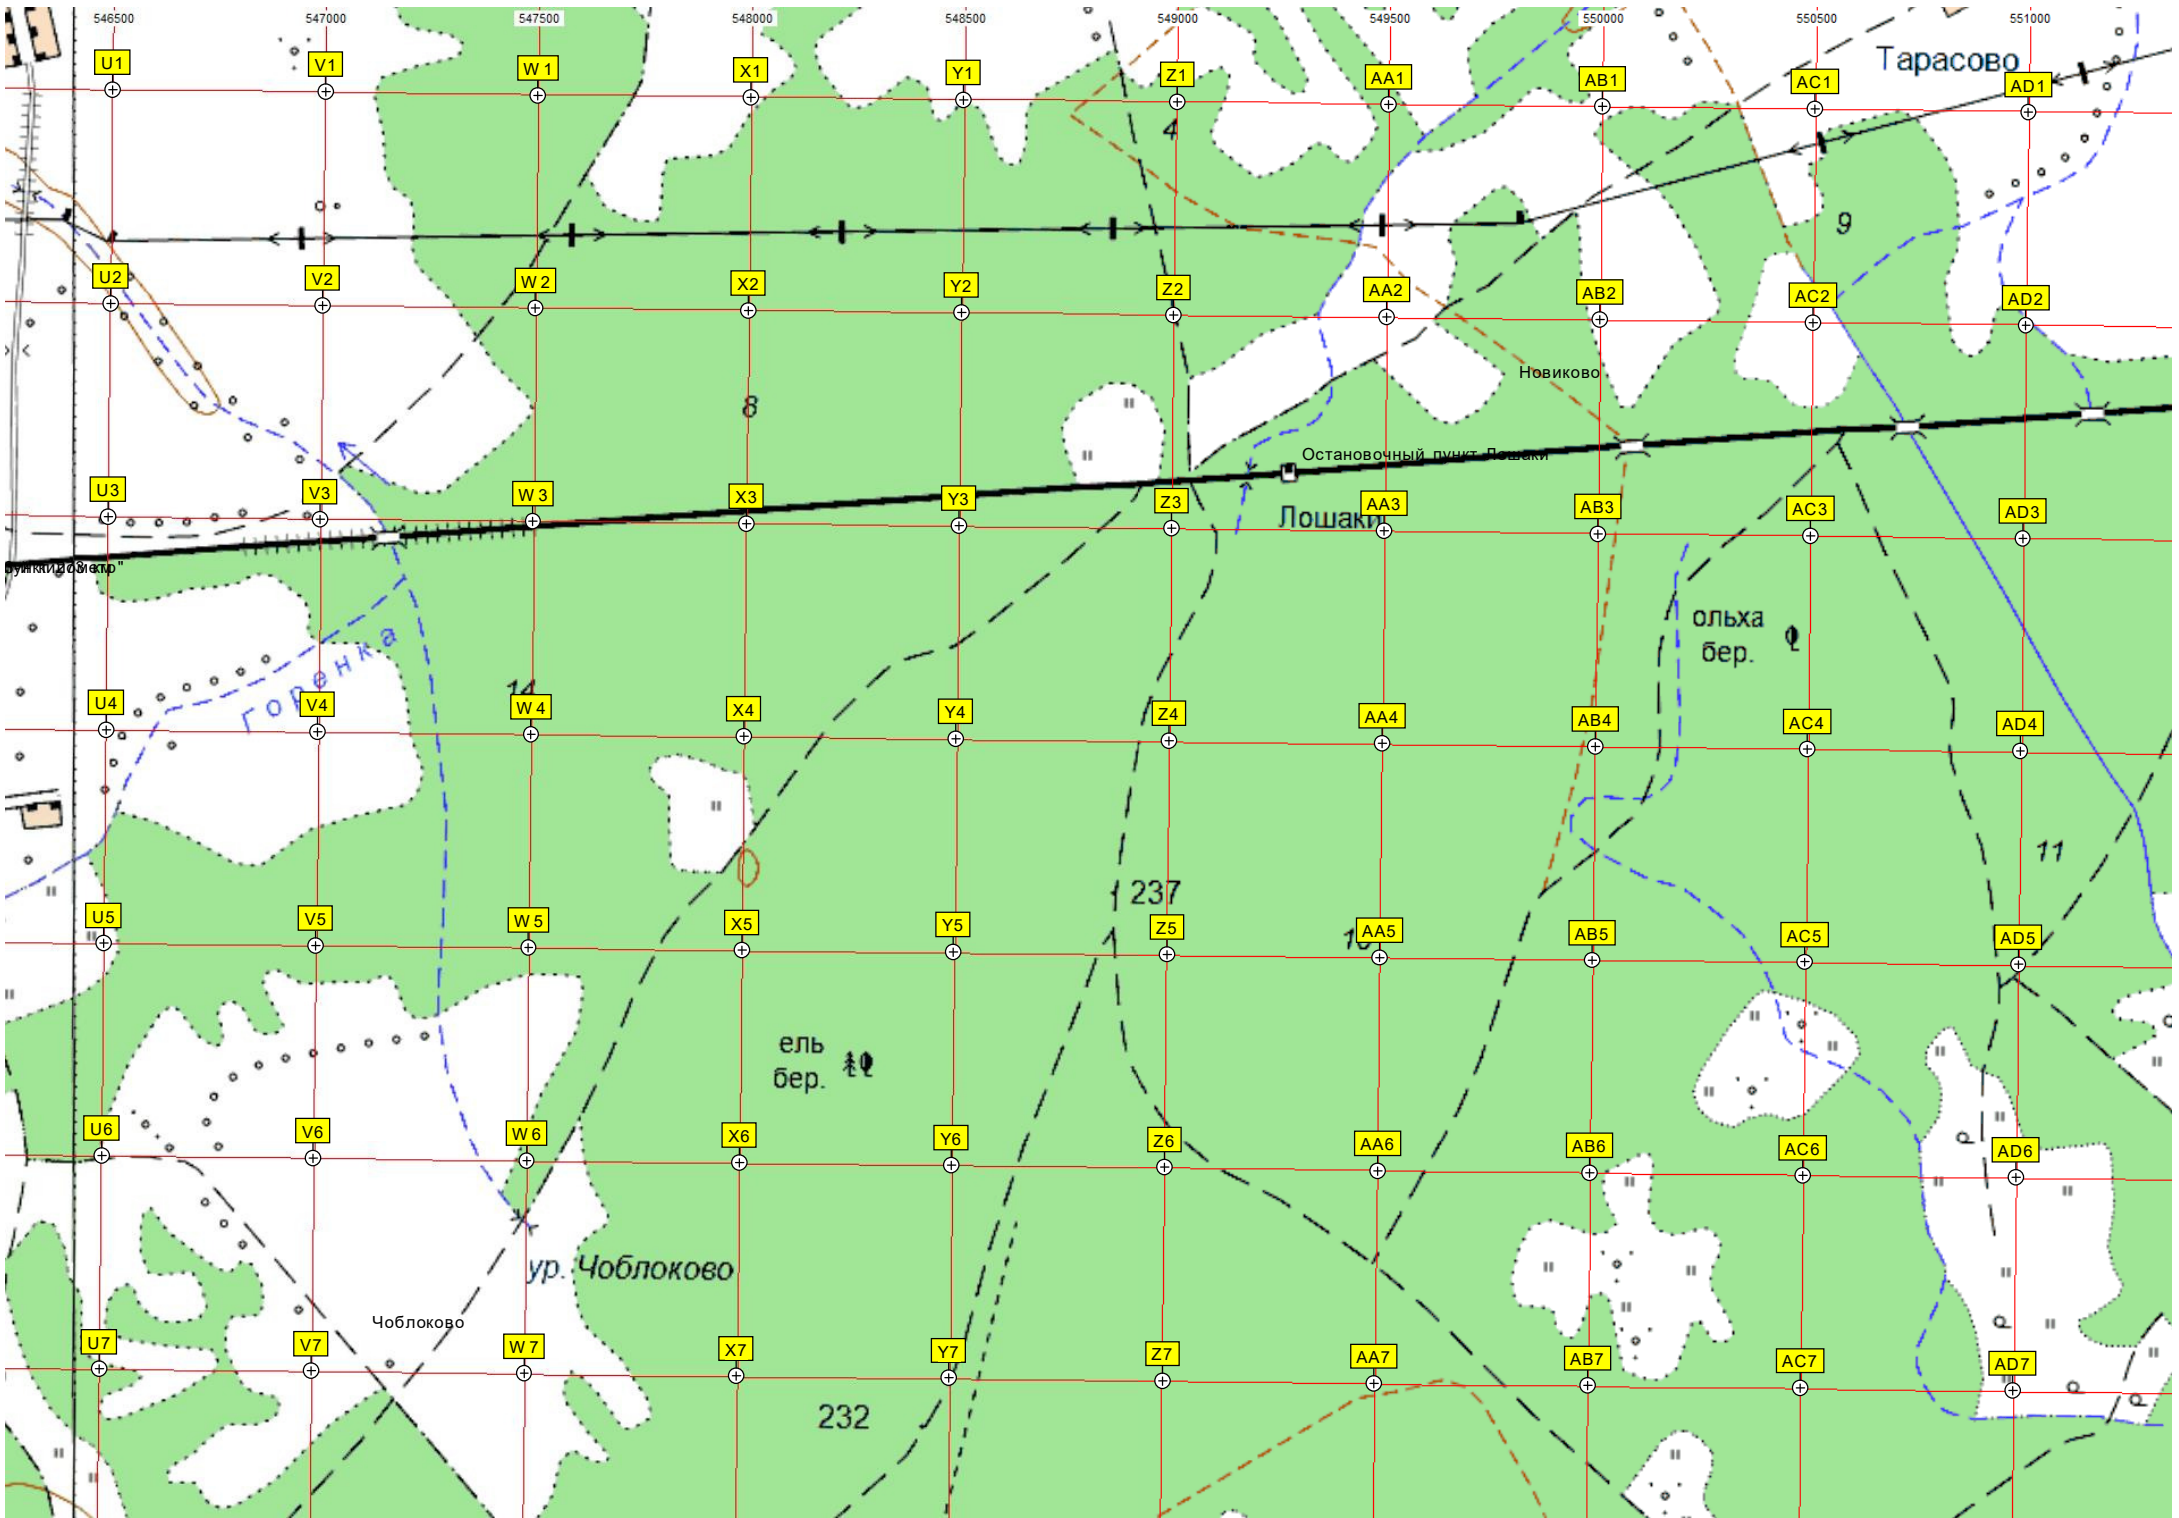 546500 547000 547500 548000 548500 549000 549500 550000 550500 551000
Тарасово
U1 V1 W1 X1 Y1 Z1 AA1 AB1 AC1 AD1
4
9
U2 V2 W2 X2 Y2 Z2 AA2 AB2 AC2 AD2
Новиково
8
Остановочный пункт Лошаки
U3 V3 W3 X3 Y3 Z3 AA3 AB3 AC3 AD3
Лошаки
ольха
бер.
Горенка
14
U4 V4 W4 X4 Y4 Z4 AA4 AB4 AC4 AD4
11
237
U5 V5 W5 X5 Y5 Z5 AA5 AB5 AC5 AD5
ель
бер.
U6 V6 W6 X6 Y6 Z6 AA6 AB6 AC6 AD6
ур. Чоблоково
Чоблоково
U7 V7 W7 X7 Y7 Z7 AA7 AB7 AC7 AD7
232